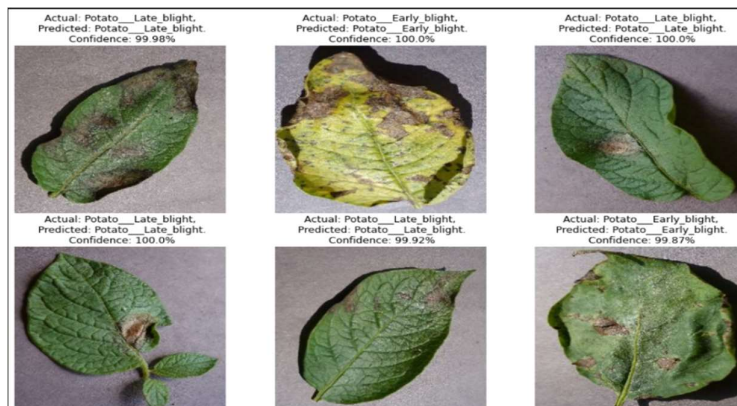 Actual: Potato___Late_blight,
Predicted: Potato___Late_blight.
Confidence: 99.98%
Actual: Potato___Early_blight,
Predicted: Potato___Early_blight.
Confidence: 100.0%
Actual: Potato___Late_blight,
Predicted: Potato___Late_blight.
Confidence: 100.0%
Actual: Potato___Late_blight,
Predicted: Potato___Late_blight.
Confidence: 100.0%
Actual: Potato___Late_blight,
Predicted: Potato___Late_blight.
Confidence: 99.92%
Actual: Potato___Early_blight,
Predicted: Potato___Early_blight.
Confidence: 99.87%